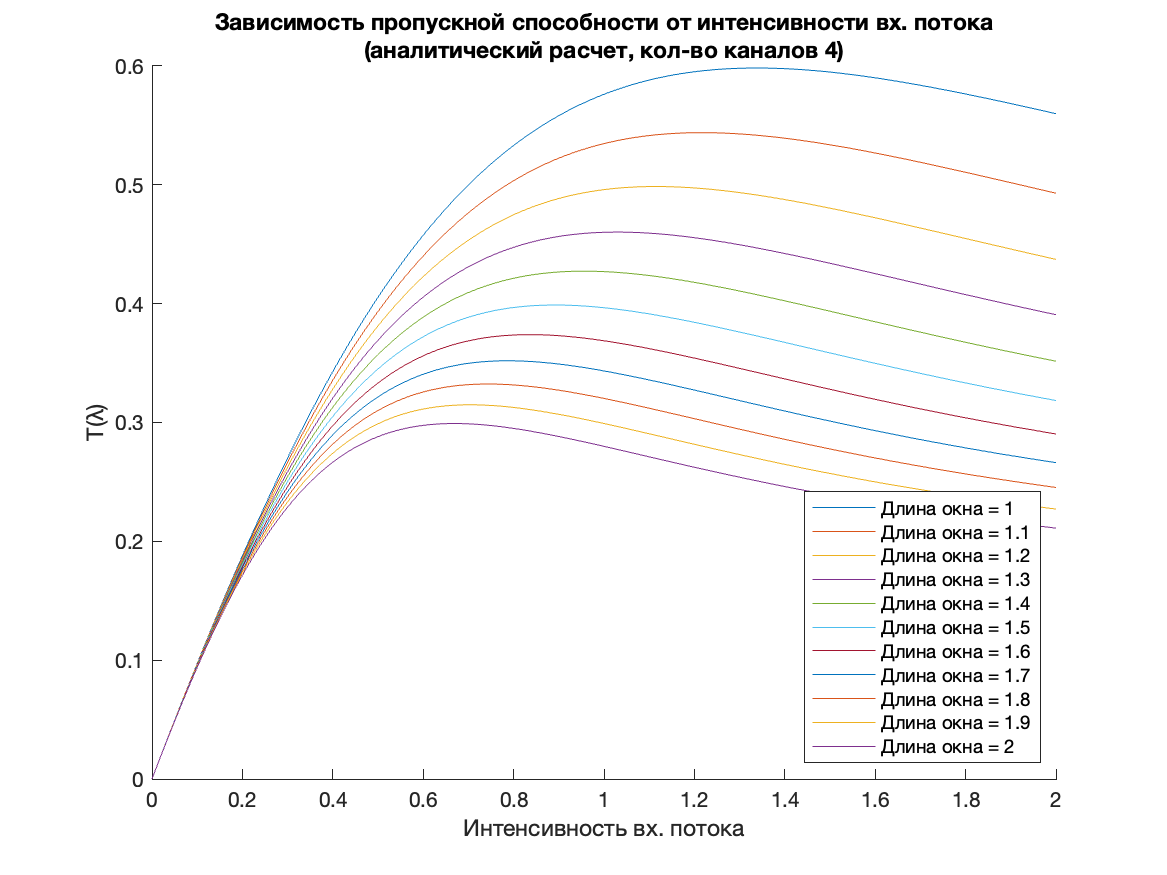 Зависимость пропускной способности от интенсивности вх. потока
(аналитический расчет, кол-во каналов 4)
0.6
0.5
0.4
0.3
0.2
0.1
0
T(λ)
Длина окна = 1
Длина окна = 1.1
Длина окна = 1.2
Длина окна = 1.3
Длина окна = 1.4
Длина окна = 1.5
Длина окна = 1.6
Длина окна = 1.7
Длина окна = 1.8
Длина окна = 1.9
Длина окна = 2
0 0.2 0.4 0.6 0.8 1 1.2 1.4 1.6 1.8 2
Интенсивность вх. потока